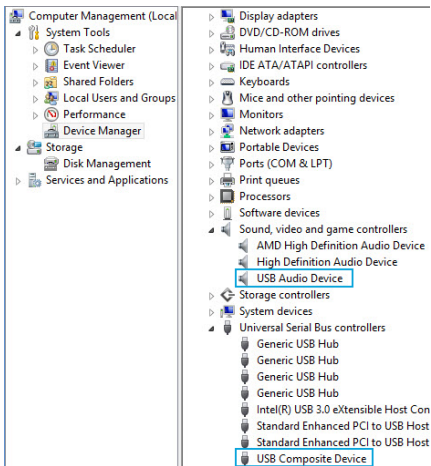 Computer Management (Local
System Tools
Task Scheduler
Event Viewer
Shared Folders
Local Users and Groups
Performance
Device Manager
Storage
Disk Management
Services and Applications
Display adapters
DVD/CD-ROM drives
Human Interface Devices
IDE ATA/ATAPI controllers
Keyboards
Mice and other pointing devices
Monitors
Network adapters
Portable Devices
Ports (COM & LPT)
Print queues
Processors
Software devices
Sound, video and game controllers
AMD High Definition Audio Device
High Definition Audio Device
USB Audio Device
Storage controllers
System devices
Universal Serial Bus controllers
Generic USB Hub
Generic USB Hub
Generic USB Hub
Generic USB Hub
Intel(R) USB 3.0 eXtensible Host Con
Standard Enhanced PCI to USB Host
Standard Enhanced PCI to USB Host
USB Composite Device